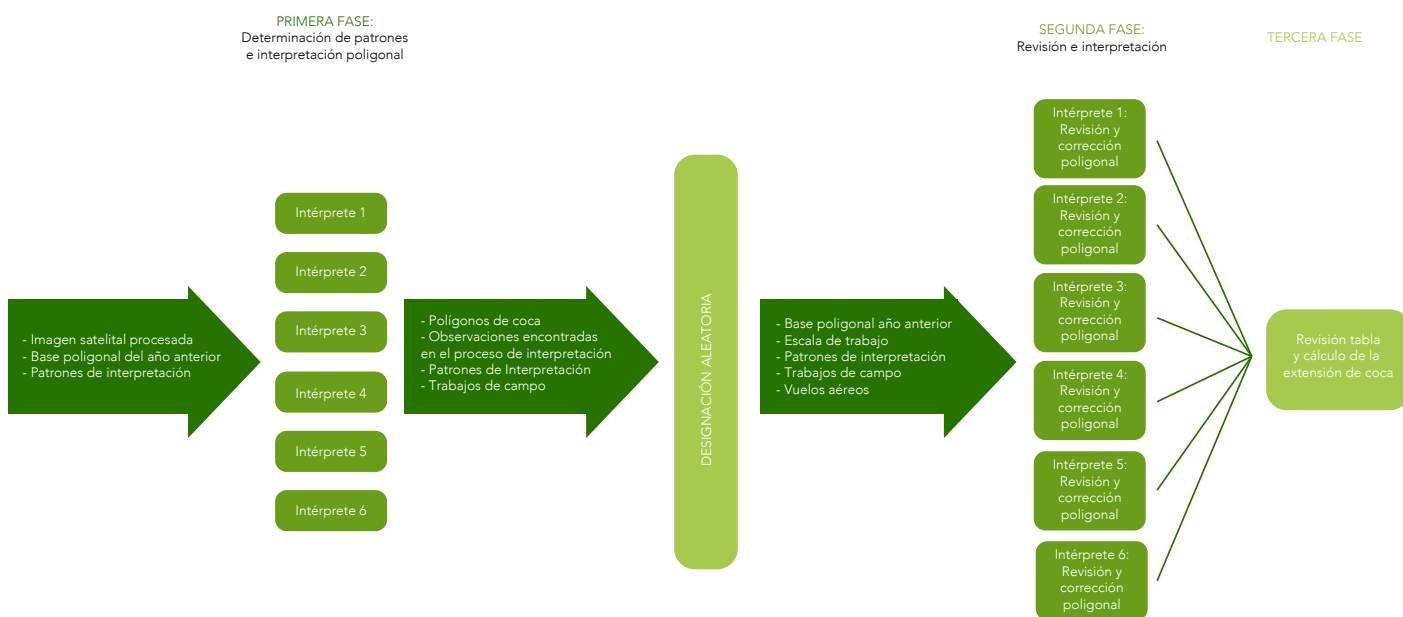 PRIMERA FASE:
Determinación de patrones
e interpretación poligonal
SEGUNDA FASE:
Revisión e interpretación
TERCERA FASE
- Imagen satelital procesada
- Base poligonal del año anterior
- Patrones de interpretación
Intérprete 1
Intérprete 2
Intérprete 3
Intérprete 4
Intérprete 5
Intérprete 6
- Polígonos de coca
- Observaciones encontradas
en el proceso de interpretación
- Patrones de Interpretación
- Trabajos de campo
DESIGNACIÓN ALEATORIA
- Base poligonal año anterior
- Escala de trabajo
- Patrones de interpretación
- Trabajos de campo
- Vuelos aéreos
Intérprete 1:
Revisión y
corrección
poligonal
Intérprete 2:
Revisión y
corrección
poligonal
Intérprete 3:
Revisión y
corrección
poligonal
Intérprete 4:
Revisión y
corrección
poligonal
Intérprete 5:
Revisión y
corrección
poligonal
Intérprete 6:
Revisión y
corrección
poligonal
Revisión tabla
y cálculo de la
extensión de coca